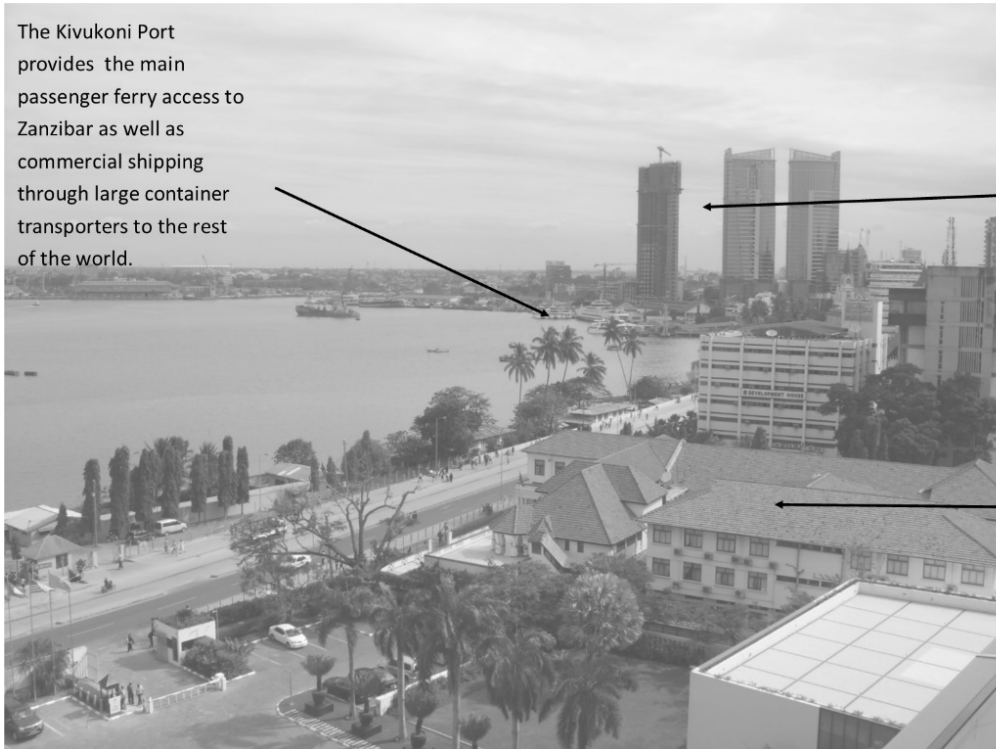 The Kivukoni Port
provides the main
passenger ferry access to
Zanzibar as well as
commercial shipping
through large container
transporters to the rest
of the world.
DEVELOPMENT HOUSE